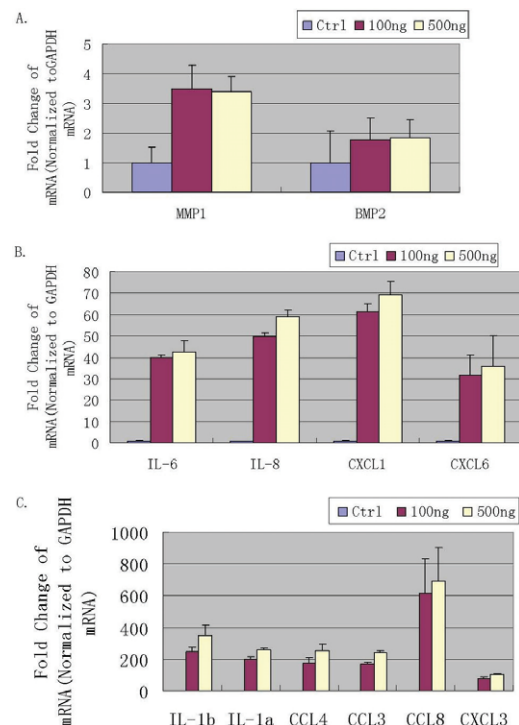 A.
Ctrl 100ng 500ng
Fold Change of
mRNA(Normalized toGAPDH
mRNA)
5
4
3
2
1
0
MMP1 BMP2
B.
Ctrl 100ng 500ng
Fold Change of
mRNA(Normalized to GAPDH
mRNA)
80
70
60
50
40
30
20
10
0
IL-6 IL-8 CXCL1 CXCL6
C.
Ctrl 100ng 500ng
Fold Change of
mRNA(Normalized to GAPDH
mRNA)
1000
800
600
400
200
0
IL-1b IL-1a CCL4 CCL3 CCL8 CXCL3